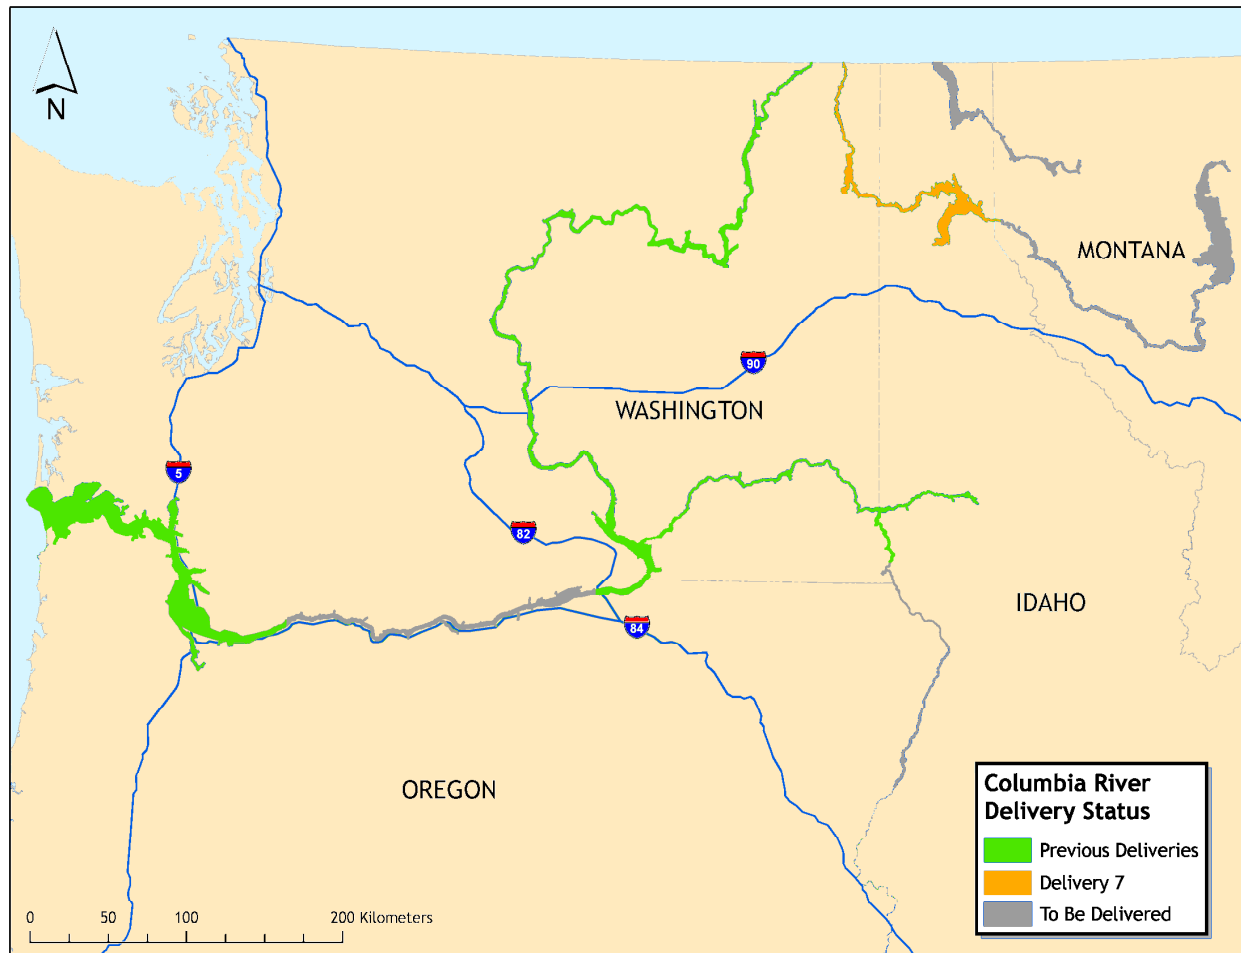 N
MONTANA
90
WASHINGTON
5
82
IDAHO
84
OREGON
Columbia River
Delivery Status
Previous Deliveries
Delivery 7
To Be Delivered
0 50 100 200 Kilometers